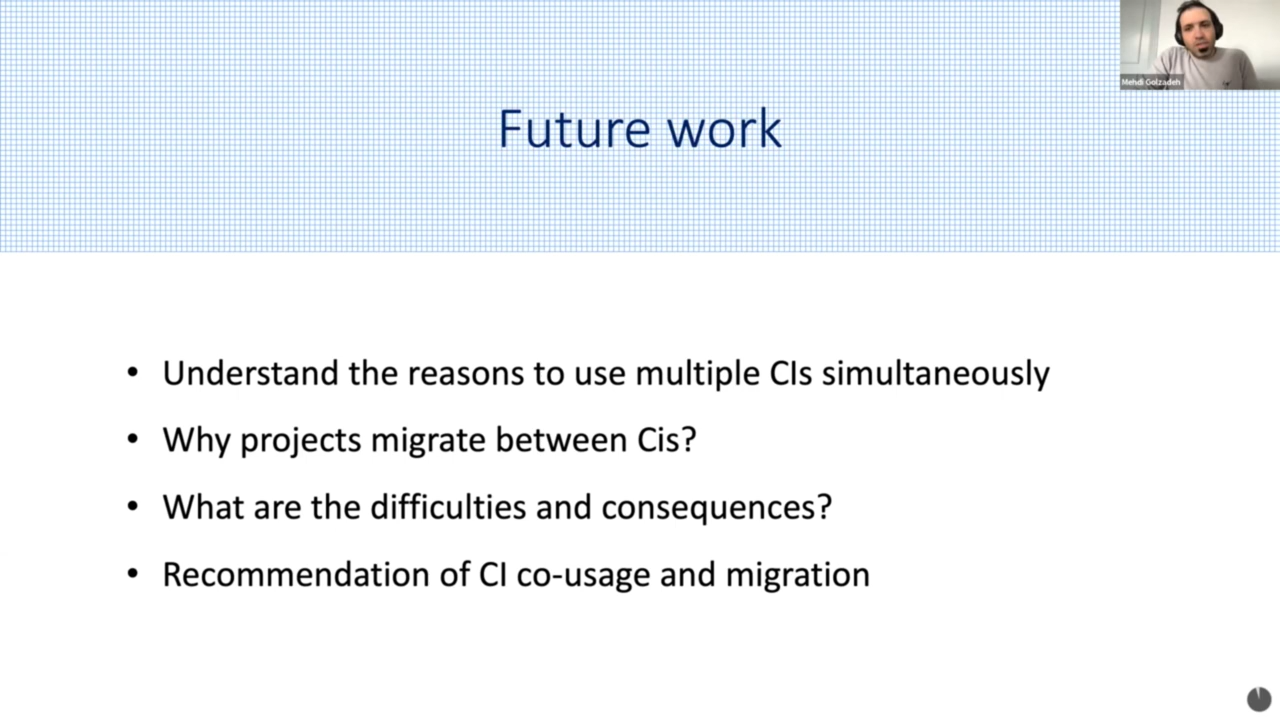 Mehdi Golzadeh
Future work
• Understand the reasons to use multiple CIs simultaneously
• Why projects migrate between Cis?
• What are the difficulties and consequences?
• Recommendation of CI co-usage and migration